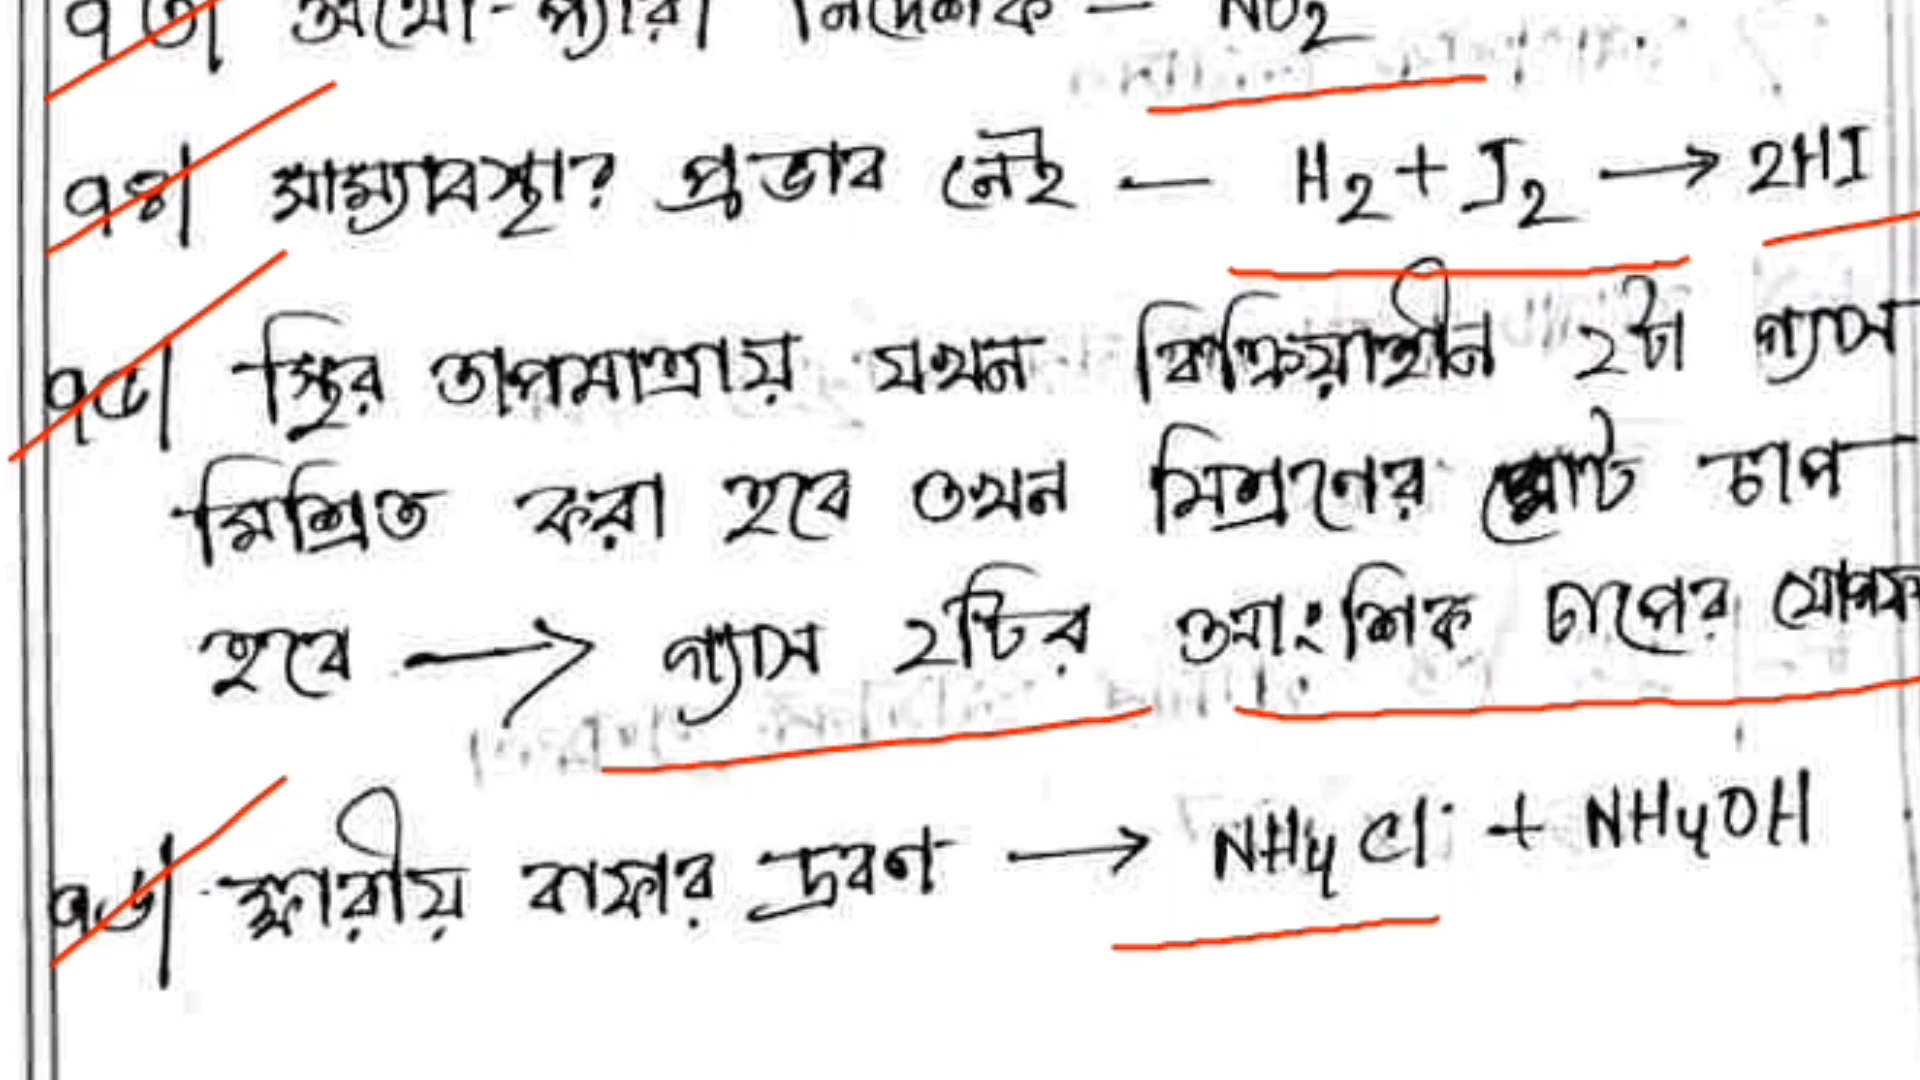 ৭৩। অর্থো-প্যারা নির্দেশক — NO2
৭৪। সাম্যাবস্থার প্রভাব নেই — H2 + I2 → 2HI
৭৫। স্থির তাপমাত্রায় যখন বিক্রিয়াহীন ২টা গ্যাস
মিশ্রিত করা হবে তখন মিশ্রণের মোট চাপ
হবে → গ্যাস ২টির আংশিক চাপের যোগফল
৭৬। ক্ষারীয় বাফার দ্রবণ → NH4Cl + NH4OH